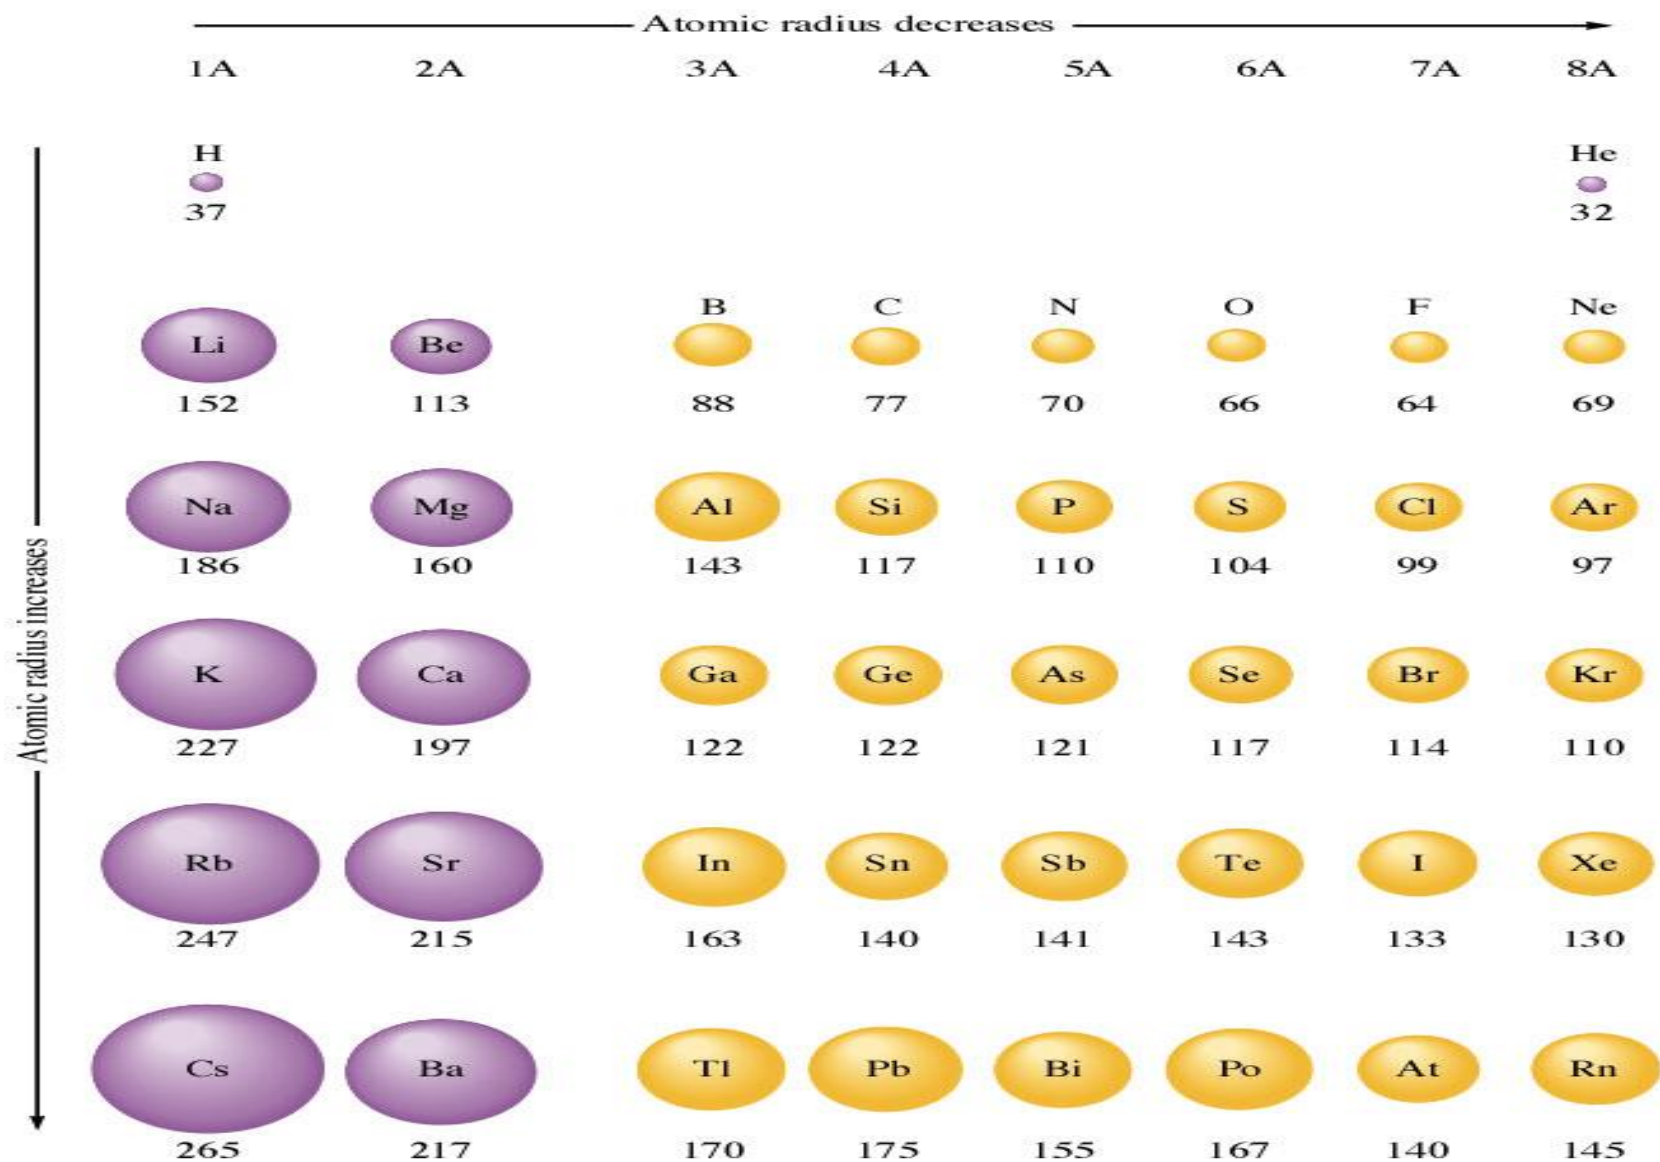 Atomic radius decreases
1A 2A 3A 4A 5A 6A 7A 8A
H He
37 32
B C N O F Ne
Li Be
152 113 88 77 70 66 64 69
Na Mg Al Si P S Cl Ar
186 160 143 117 110 104 99 97
Atomic radius increases
K Ca Ga Ge As Se Br Kr
227 197 122 122 121 117 114 110
Rb Sr In Sn Sb Te I Xe
247 215 163 140 141 143 133 130
Cs Ba Tl Pb Bi Po At Rn
265 217 170 175 155 167 140 145